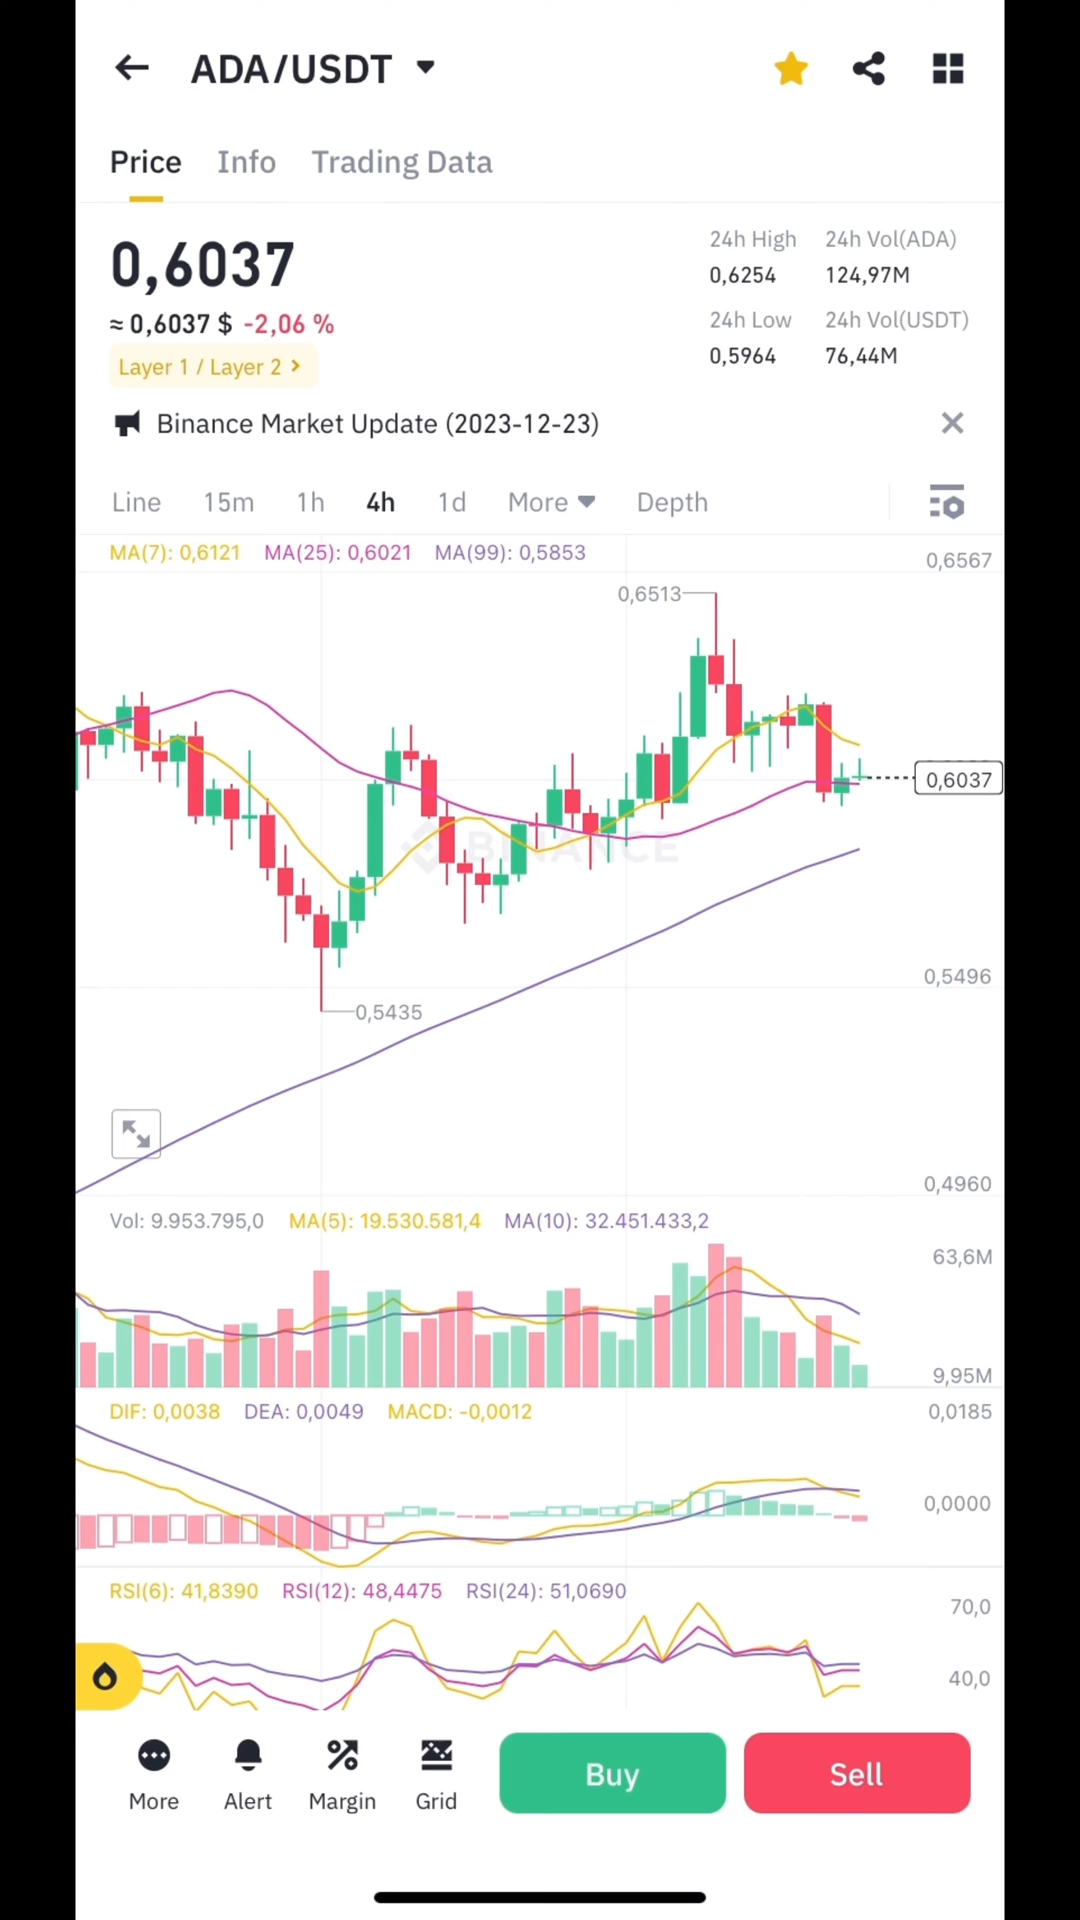 ADA/USDT
Price Info Trading Data
0,6037
≈ 0,6037 $ -2,06 %
Layer 1 / Layer 2
24h High 24h Vol(ADA)
0,6254 124,97M
24h Low 24h Vol(USDT)
0,5964 76,44M
Binance Market Update (2023-12-23)
Line 15m 1h 4h 1d More Depth
MA(7): 0,6121 MA(25): 0,6021 MA(99): 0,5853
0,6567
0,6513
0,6037
BINANCE
0,5496
0,5435
0,4960
Vol: 9.953.795,0 MA(5): 19.530.581,4 MA(10): 32.451.433,2
63,6M
9,95M
DIF: 0,0038 DEA: 0,0049 MACD: -0,0012
0,0185
0,0000
RSI(6): 41,8390 RSI(12): 48,4475 RSI(24): 51,0690
70,0
40,0
More Alert Margin Grid Buy Sell